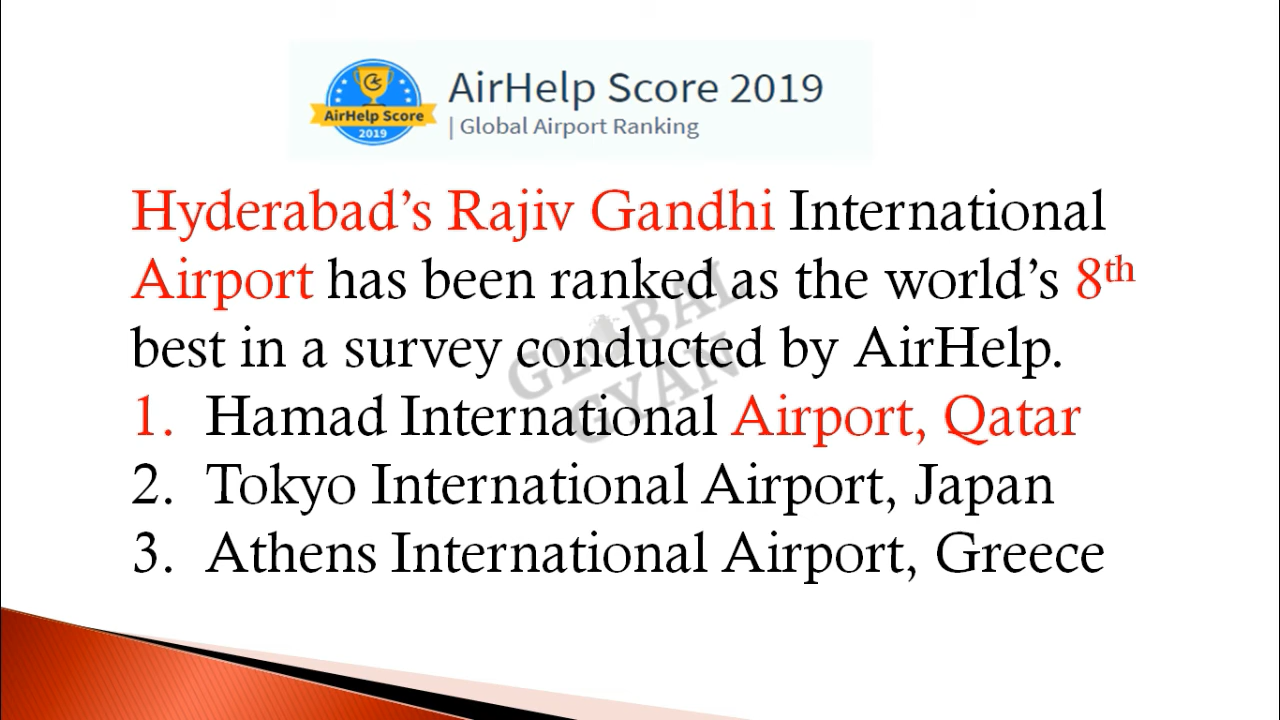 AirHelp Score 2019
| Global Airport Ranking
AirHelp Score
2019
Hyderabad's Rajiv Gandhi International
Airport has been ranked as the world's 8th
best in a survey conducted by AirHelp.
1. Hamad International Airport, Qatar
2. Tokyo International Airport, Japan
3. Athens International Airport, Greece
GLOBAL
GYAN